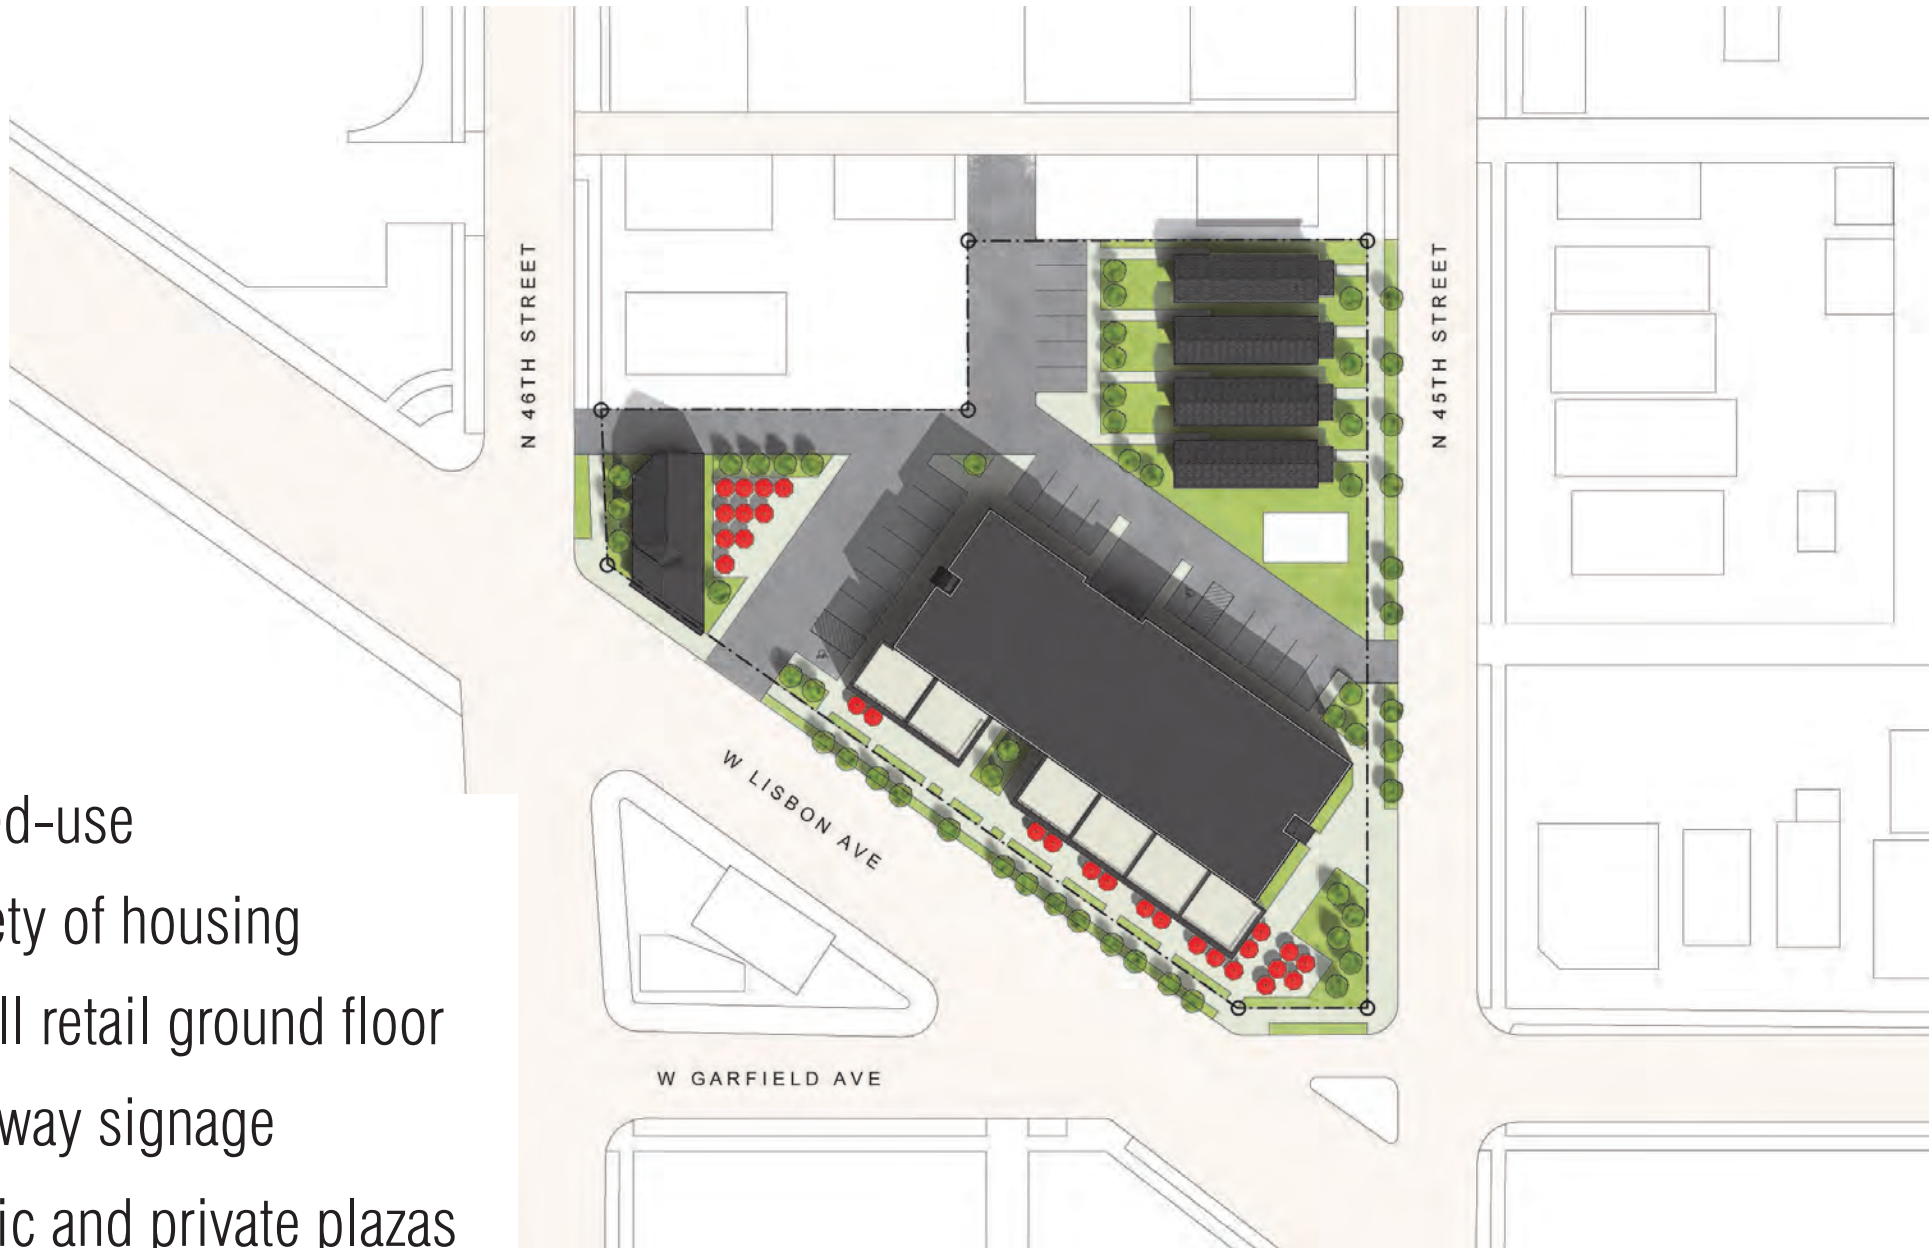 N 46TH STREET
N 45TH STREET
W LISBON AVE
W GARFIELD AVE
d-use
ety of housing
ll retail ground floor
way signage
ic and private plazas